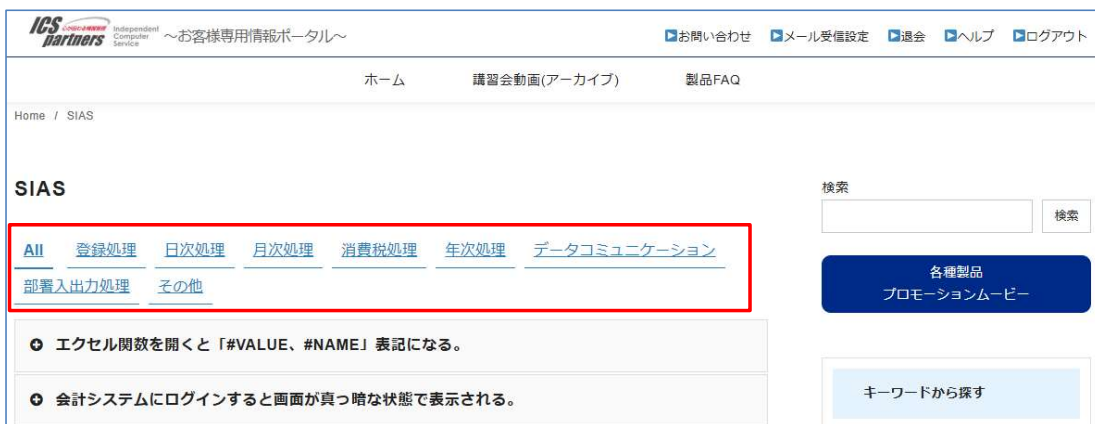 ICS partners Independent Computer Service ～お客様専用情報ポータル～ お問い合わせ メール受信設定 退会 ヘルプ ログアウト
ホーム 講習会動画(アーカイブ) 製品FAQ
Home / SIAS
SIAS
All 登録処理 日次処理 月次処理 消費税処理 年次処理 データコミュニケーション
部署入出力処理 その他
エクセル関数を開くと「#VALUE、#NAME」表記になる。
会計システムにログインすると画面が真っ暗な状態で表示される。
検索
検索
各種製品
プロモーションムービー
キーワードから探す